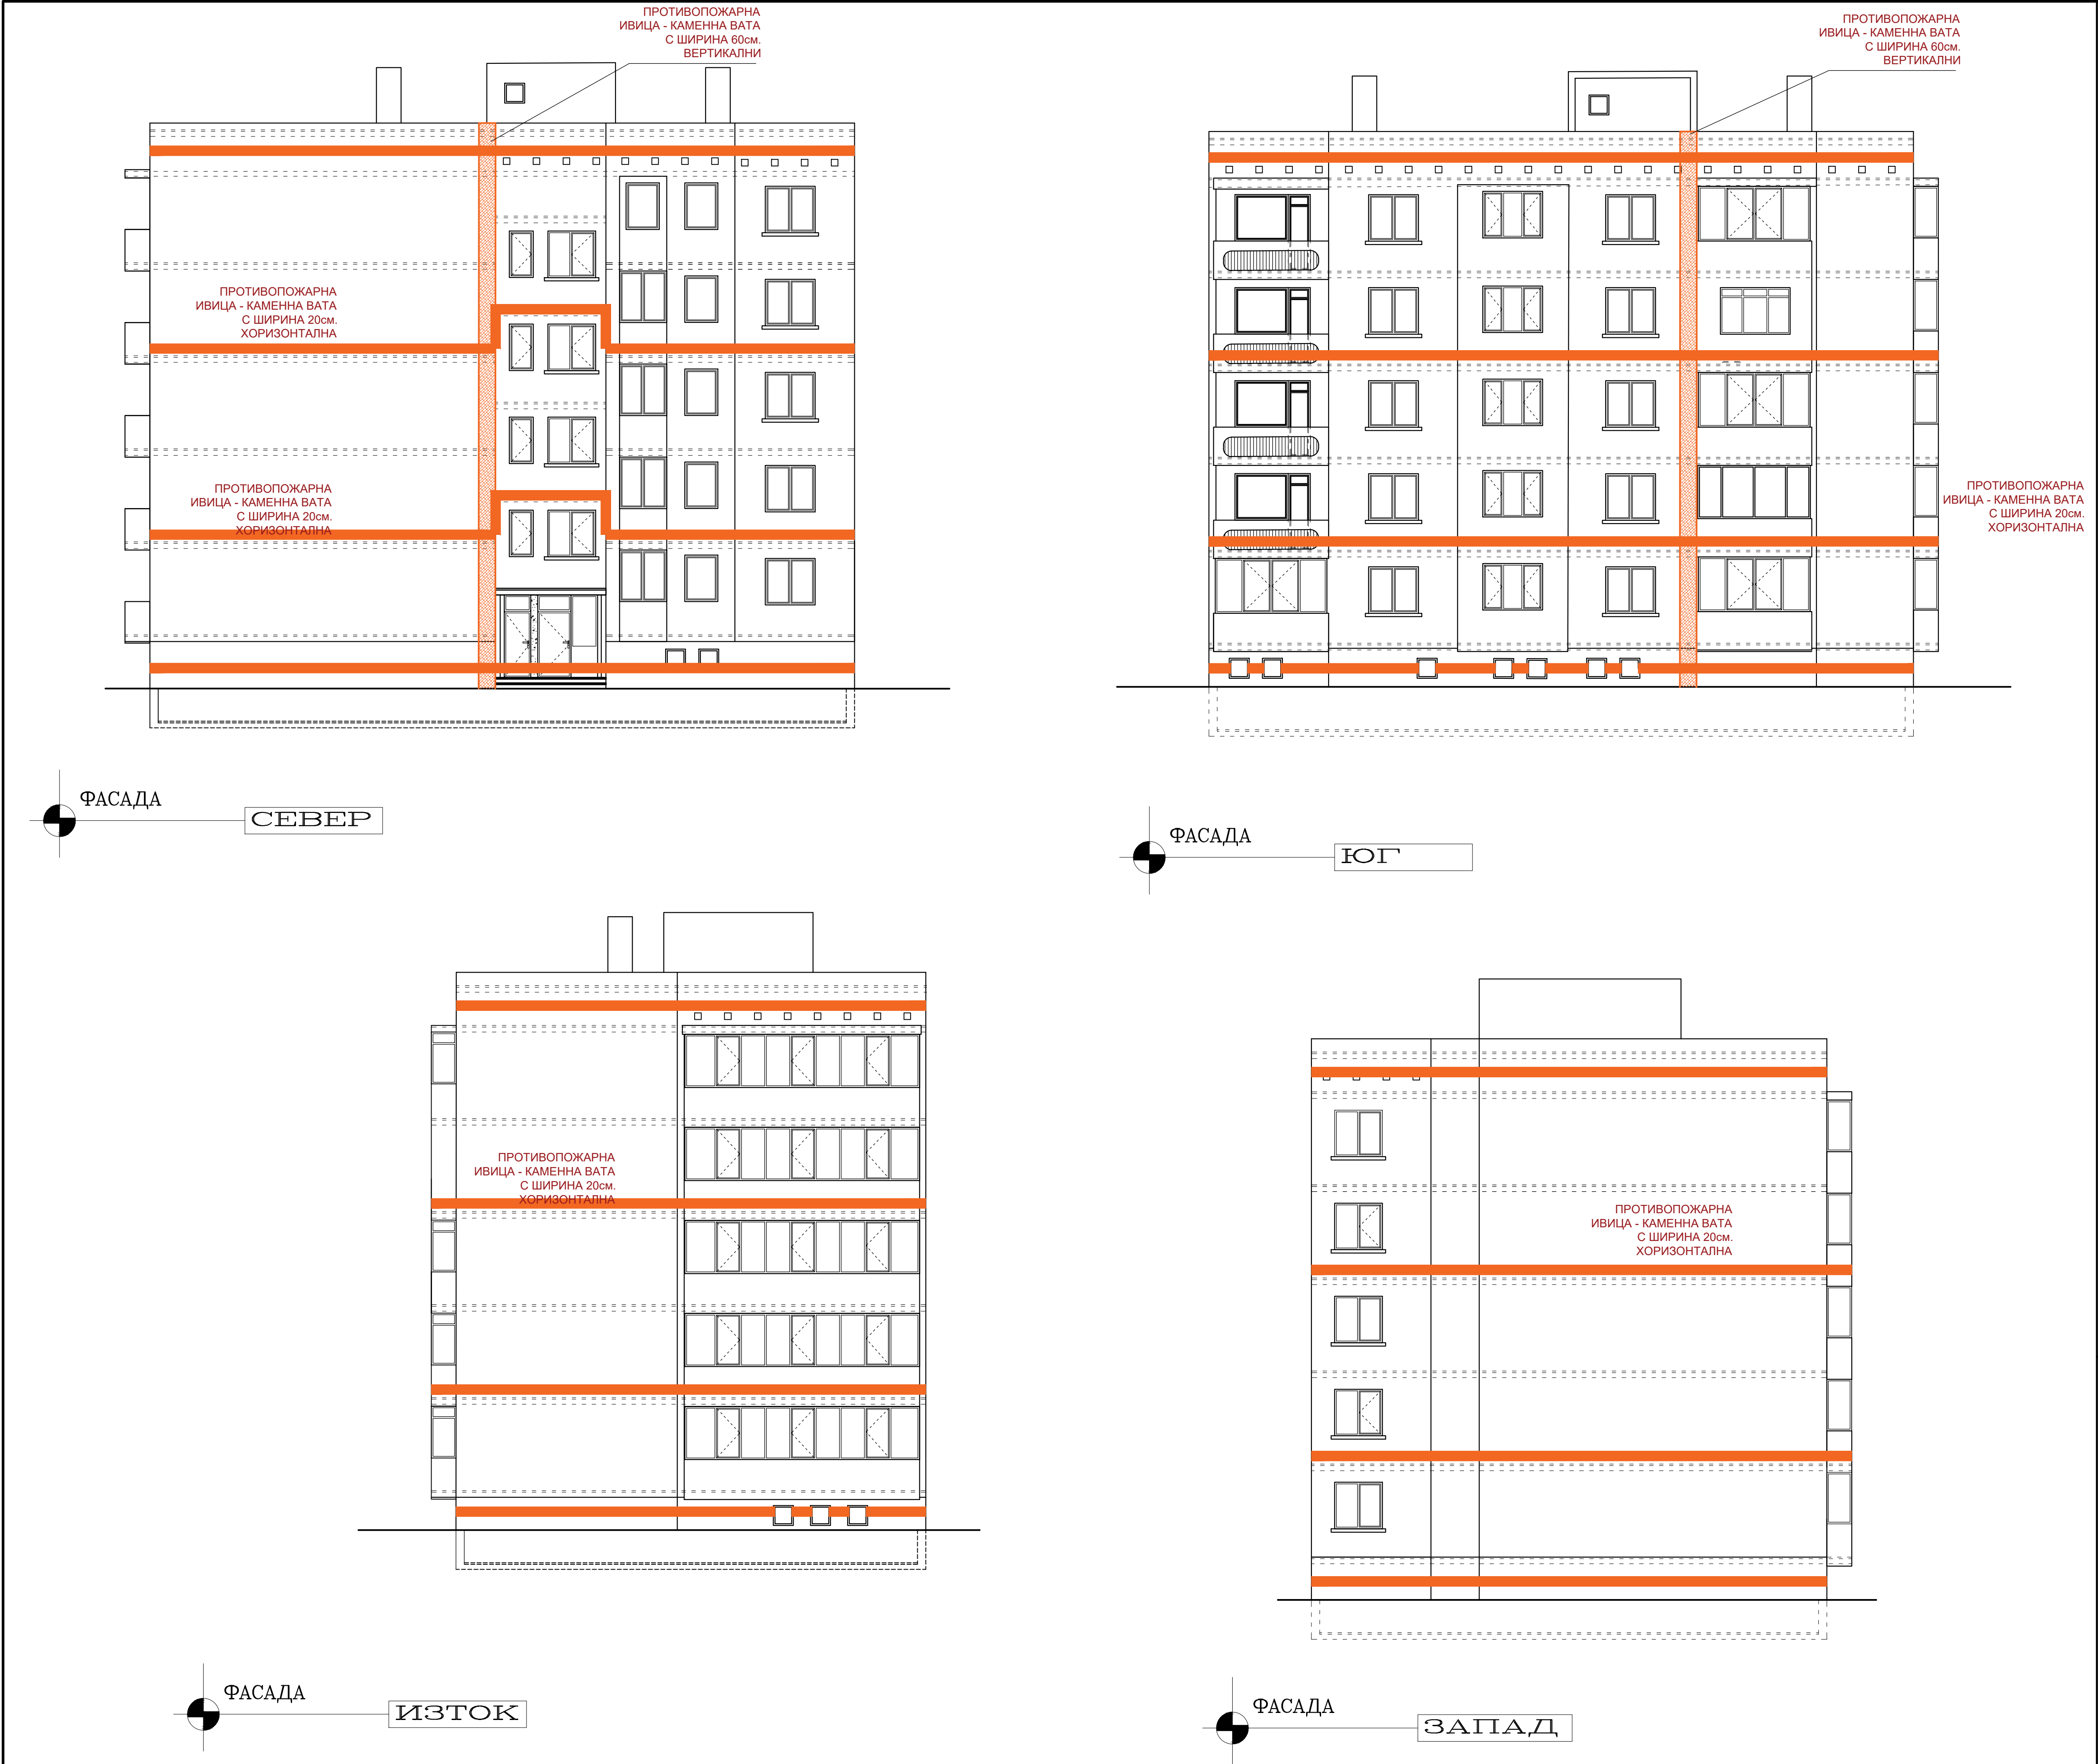 ПРОТИВОПОЖАРНА
ИВИЦА - КАМЕННА ВАТА
С ШИРИНА 60см.
ВЕРТИКАЛНИ
ПРОТИВОПОЖАРНА
ИВИЦА - КАМЕННА ВАТА
С ШИРИНА 20см.
ХОРИЗОНТАЛНА
ПРОТИВОПОЖАРНА
ИВИЦА - КАМЕННА ВАТА
С ШИРИНА 20см.
ХОРИЗОНТАЛНА
ФАСАДА
СЕВЕР
ПРОТИВОПОЖАРНА
ИВИЦА - КАМЕННА ВАТА
С ШИРИНА 60см.
ВЕРТИКАЛНИ
ПРОТИВОПОЖАРНА
ИВИЦА - КАМЕННА ВАТА
С ШИРИНА 20см.
ХОРИЗОНТАЛНА
ФАСАДА
ЮГ
ПРОТИВОПОЖАРНА
ИВИЦА - КАМЕННА ВАТА
С ШИРИНА 20см.
ХОРИЗОНТАЛНА
ФАСАДА
ИЗТОК
ПРОТИВОПОЖАРНА
ИВИЦА - КАМЕННА ВАТА
С ШИРИНА 20см.
ХОРИЗОНТАЛНА
ФАСАДА
ЗАПАД